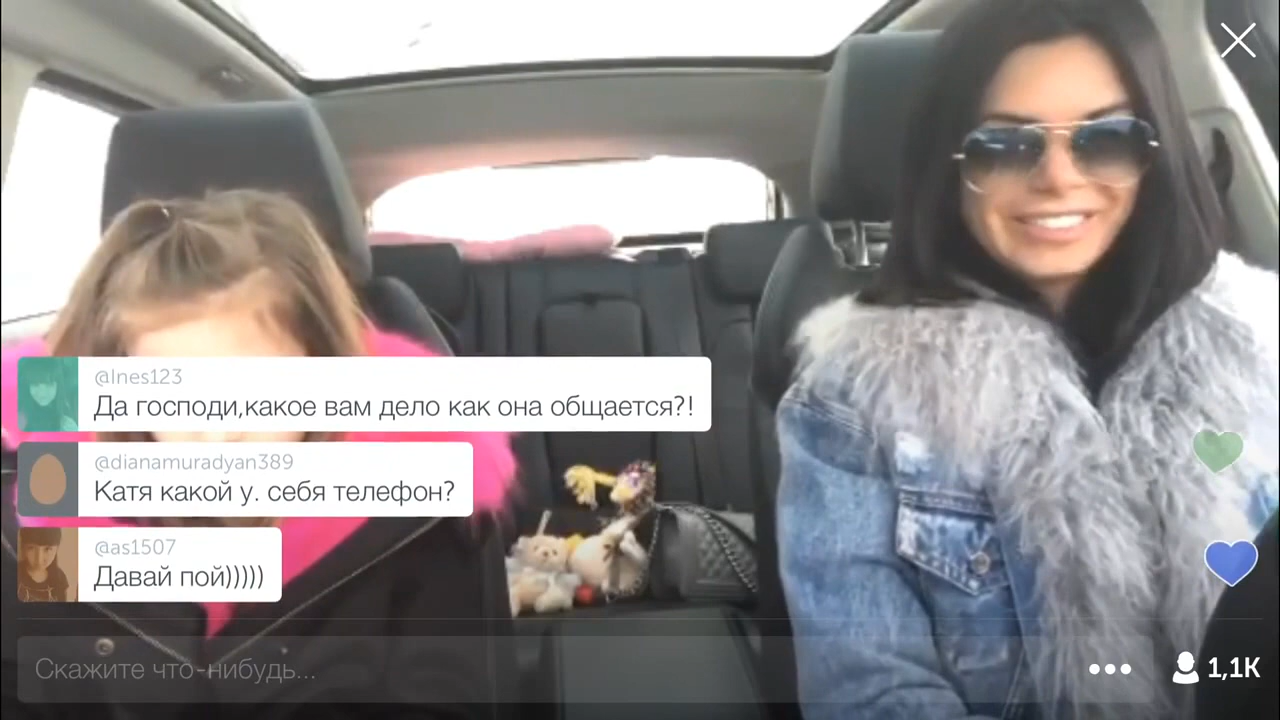 @Ines123
Да господи,какое вам дело как она общается?!
@dianamuradyan389
Катя какой у. себя телефон?
@as1507
Давай пой)))))
Скажите что-нибудь...
1,1K